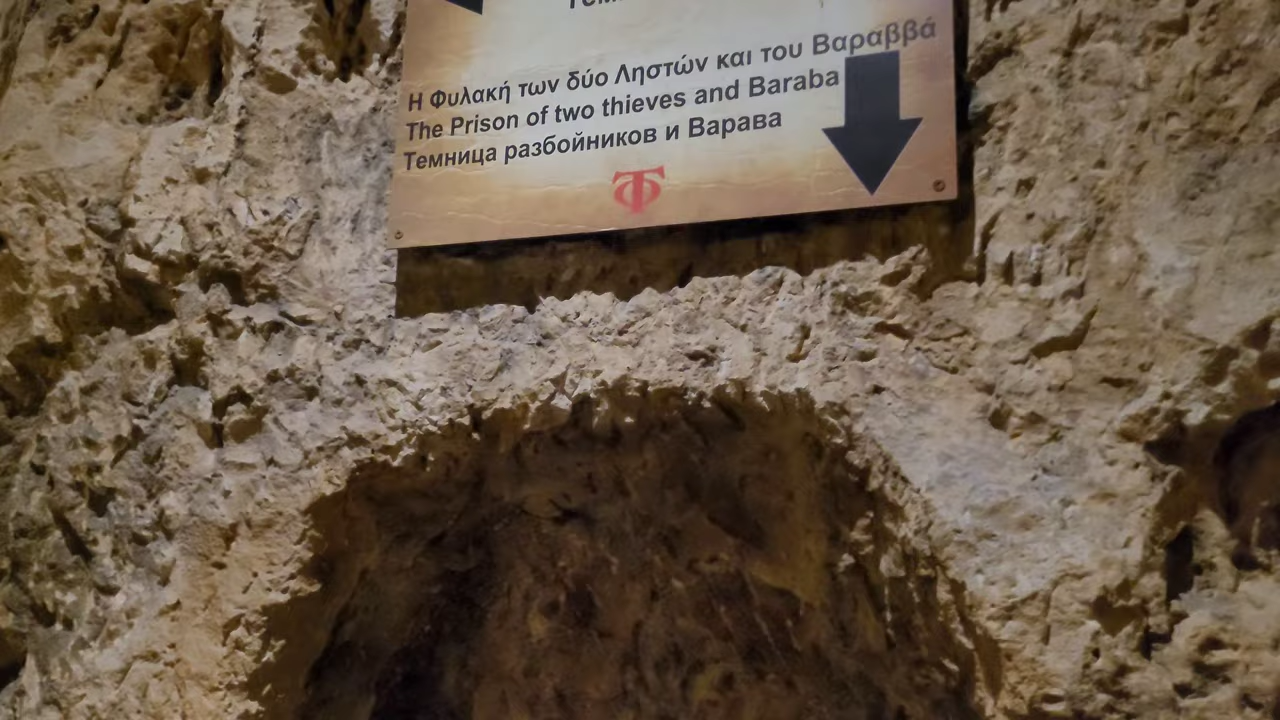 Η Φυλακή των δύο Ληστών και του Βαραββά
The Prison of two thieves and Baraba
Темница разбойников и Варава